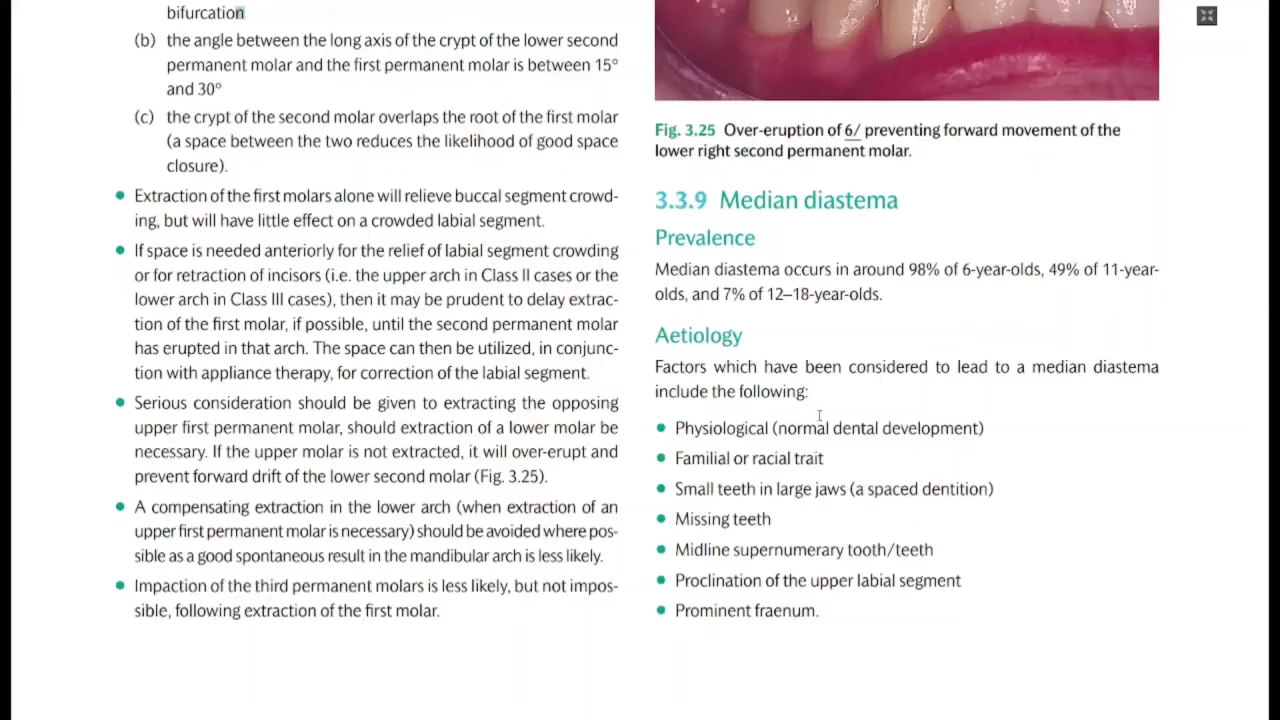 bifurcation
(b) the angle between the long axis of the crypt of the lower second
permanent molar and the first permanent molar is between 15°
and 30°
(c) the crypt of the second molar overlaps the root of the first molar
(a space between the two reduces the likelihood of good space
closure).
• Extraction of the first molars alone will relieve buccal segment crowd-
ing, but will have little effect on a crowded labial segment.
• If space is needed anteriorly for the relief of labial segment crowding
or for retraction of incisors (i.e. the upper arch in Class II cases or the
lower arch in Class III cases), then it may be prudent to delay extrac-
tion of the first molar, if possible, until the second permanent molar
has erupted in that arch. The space can then be utilized, in conjunc-
tion with appliance therapy, for correction of the labial segment.
• Serious consideration should be given to extracting the opposing
upper first permanent molar, should extraction of a lower molar be
necessary. If the upper molar is not extracted, it will over-erupt and
prevent forward drift of the lower second molar (Fig. 3.25).
• A compensating extraction in the lower arch (when extraction of an
upper first permanent molar is necessary) should be avoided where pos-
sible as a good spontaneous result in the mandibular arch is less likely.
• Impaction of the third permanent molars is less likely, but not impos-
sible, following extraction of the first molar.
Fig. 3.25 Over-eruption of 6/ preventing forward movement of the
lower right second permanent molar.
3.3.9 Median diastema
Prevalence
Median diastema occurs in around 98% of 6-year-olds, 49% of 11-year-
olds, and 7% of 12–18-year-olds.
Aetiology
Factors which have been considered to lead to a median diastema
include the following:
• Physiological (normal dental development)
• Familial or racial trait
• Small teeth in large jaws (a spaced dentition)
• Missing teeth
• Midline supernumerary tooth/teeth
• Proclination of the upper labial segment
• Prominent fraenum.